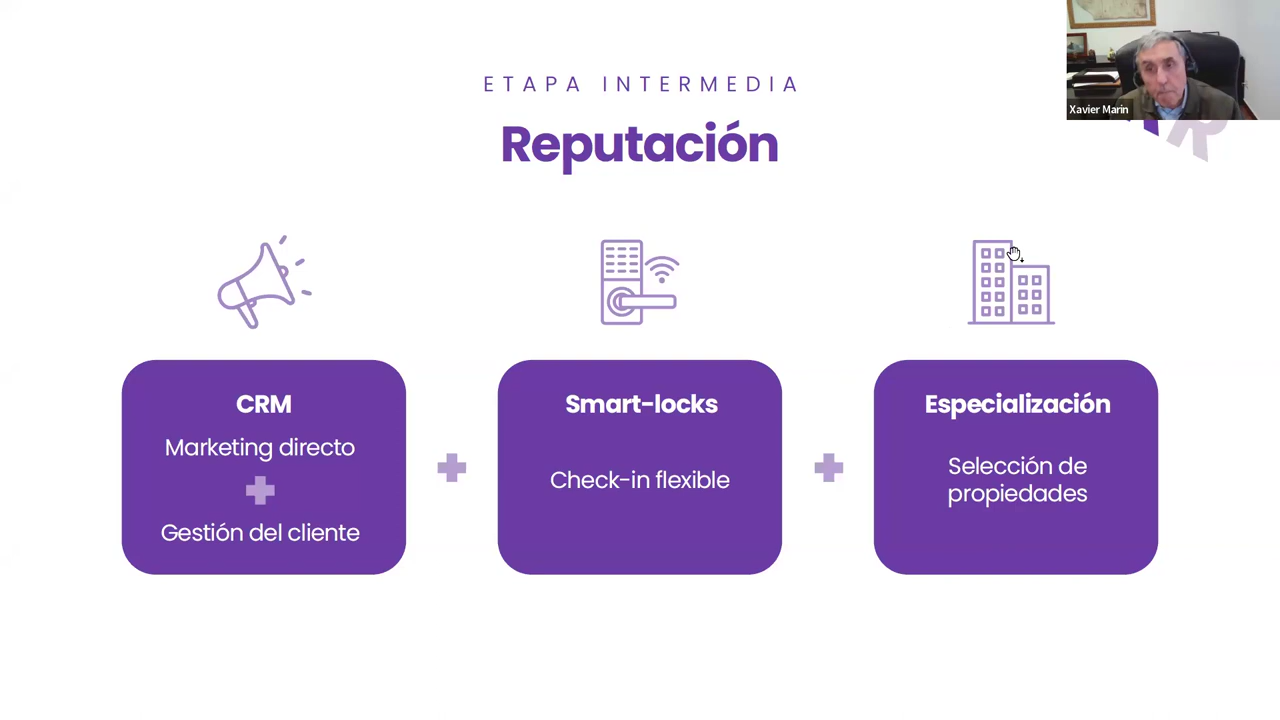 ETAPA INTERMEDIA
Reputación
Xavier Marin
R
CRM
Marketing directo
Gestión del cliente
Smart-locks
Check-in flexible
Especialización
Selección de
propiedades